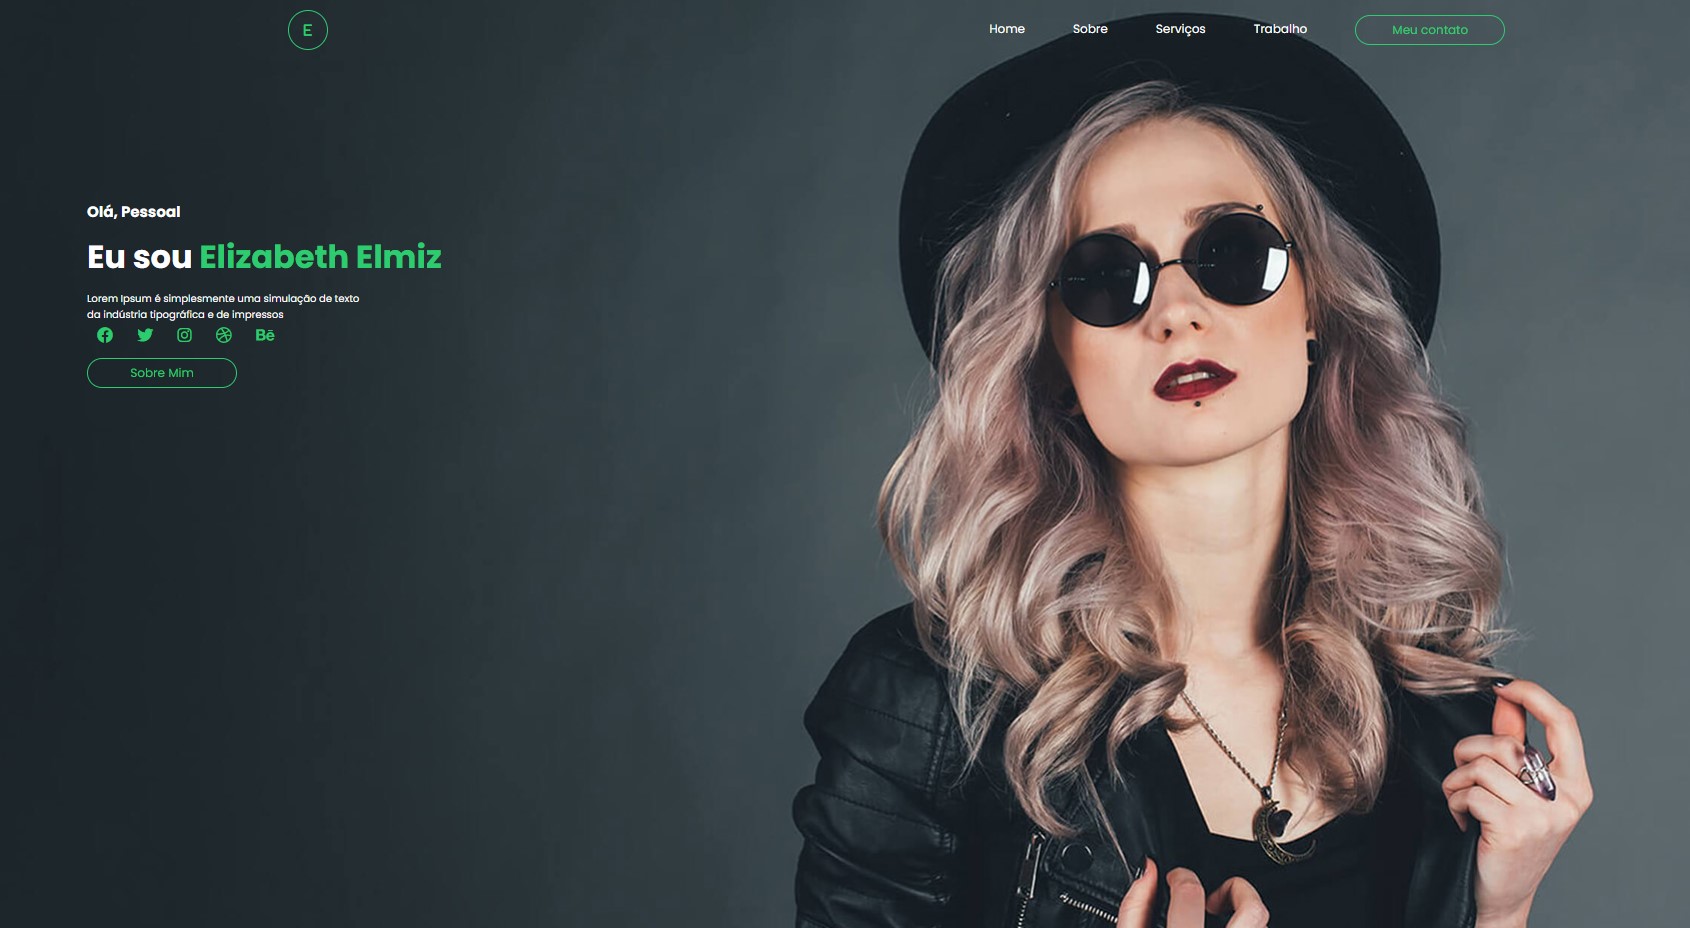 E
Home Sobre Serviços Trabalho Meu contato
Olá, Pessoal
Eu sou Elizabeth Elmiz
Lorem Ipsum é simplesmente uma simulação de texto
da indústria tipográfica e de impressos
Bē
Sobre Mim